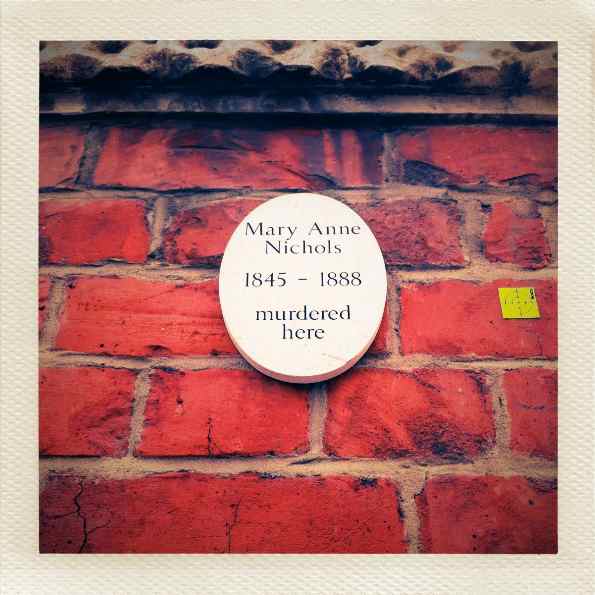 Mary Anne
Nichols
1845 – 1888
murdered
here